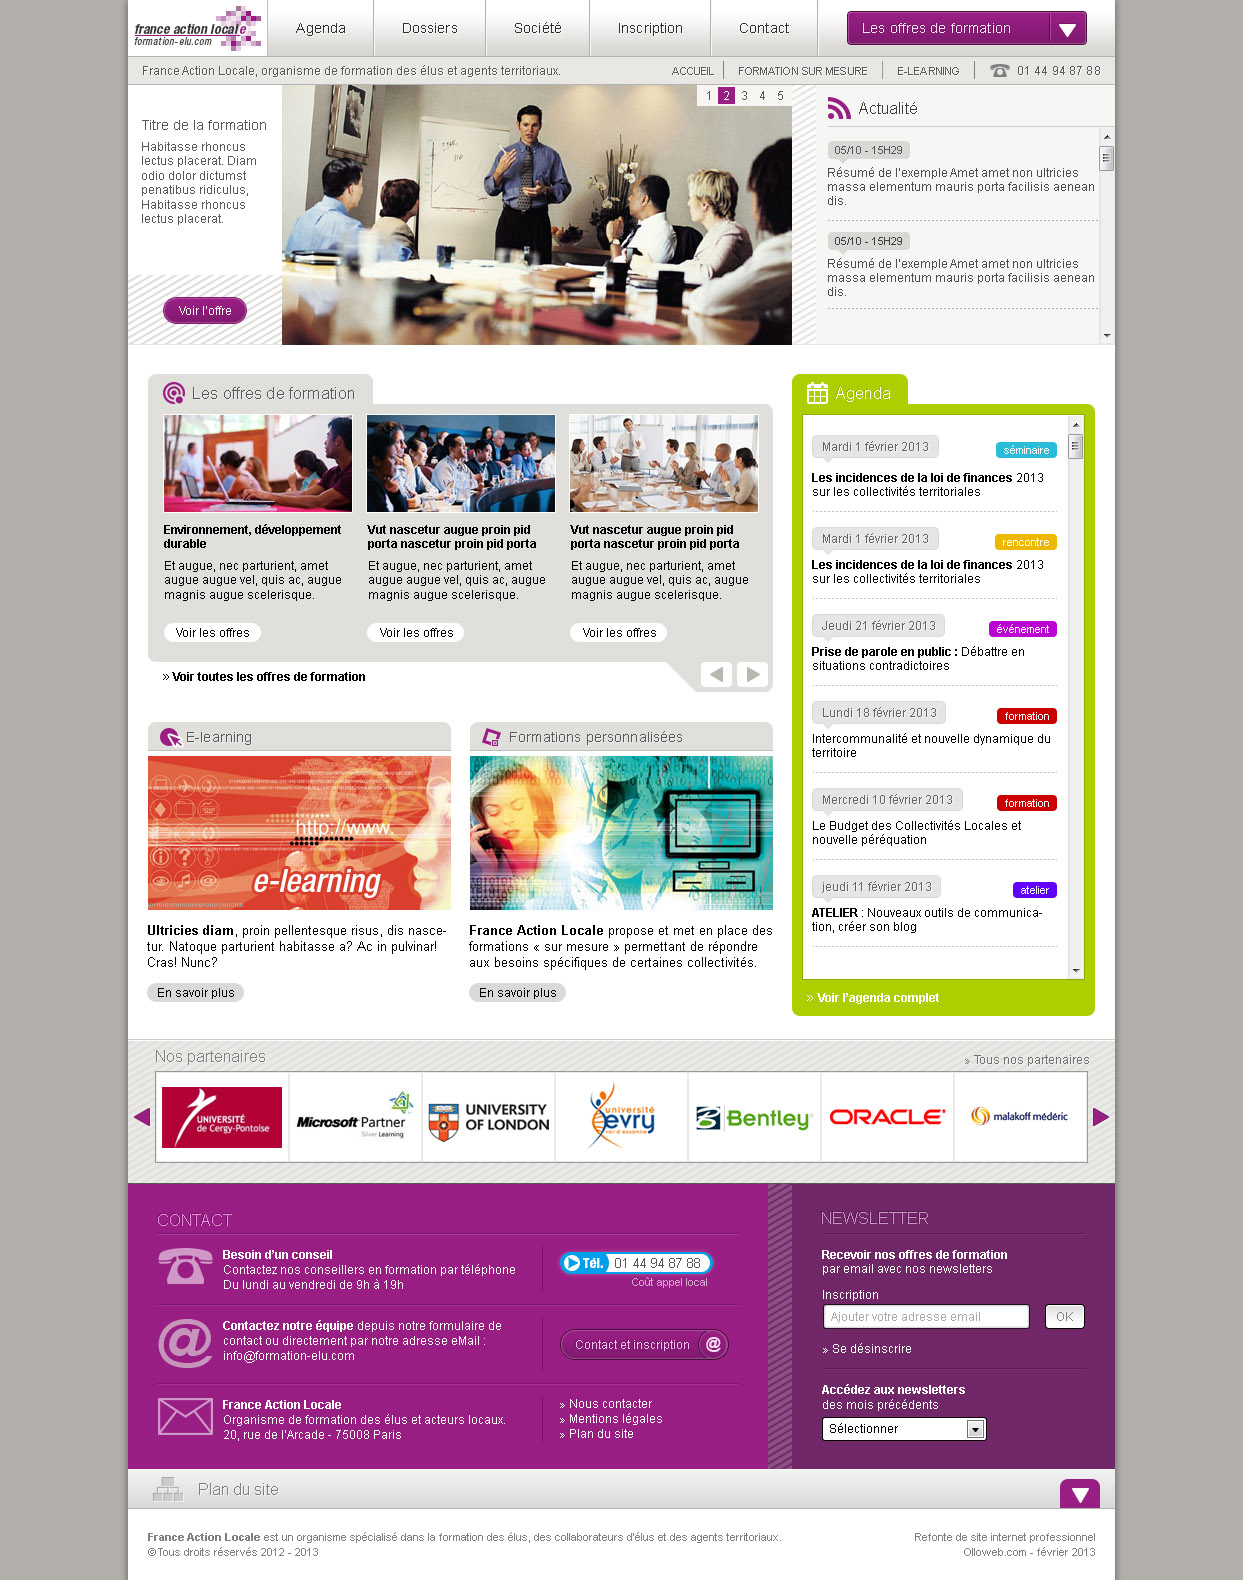 france action locale
formation-elu.com
Agenda
Dossiers
Société
Inscription
Contact
Les offres de formation
France Action Locale, organisme de formation des élus et agents territoriaux.
ACCUEIL
FORMATION SUR MESURE
E-LEARNING
01 44 94 87 88
1 2 3 4 5
Titre de la formation
Habitasse rhoncus
lectus placerat. Diam
odio dolor dictumst
penatibus ridiculus,
Habitasse rhoncus
lectus placerat.
Voir l'offre
Actualité
05/10 - 15H29
Résumé de l'exemple Amet amet non ultricies
massa elementum mauris porta facilisis aenean
dis.
05/10 - 15H29
Résumé de l'exemple Amet amet non ultricies
massa elementum mauris porta facilisis aenean
dis.
Les offres de formation
Environnement, développement
durable
Et augue, nec parturient, amet
augue augue vel, quis ac, augue
magnis augue scelerisque.
Voir les offres
Vut nascetur augue proin pid
porta nascetur proin pid porta
Et augue, nec parturient, amet
augue augue vel, quis ac, augue
magnis augue scelerisque.
Voir les offres
Vut nascetur augue proin pid
porta nascetur proin pid porta
Et augue, nec parturient, amet
augue augue vel, quis ac, augue
magnis augue scelerisque.
Voir les offres
» Voir toutes les offres de formation
Agenda
Mardi 1 février 2013
séminaire
Les incidences de la loi de finances 2013
sur les collectivités territoriales
Mardi 1 février 2013
rencontre
Les incidences de la loi de finances 2013
sur les collectivités territoriales
Jeudi 21 février 2013
événement
Prise de parole en public : Débattre en
situations contradictoires
Lundi 18 février 2013
formation
Intercommunalité et nouvelle dynamique du
territoire
Mercredi 10 février 2013
formation
Le Budget des Collectivités Locales et
nouvelle péréquation
jeudi 11 février 2013
atelier
ATELIER : Nouveaux outils de communica-
tion, créer son blog
» Voir l'agenda complet
E-learning
http://www.
e-learning
Ultricies diam, proin pellentesque risus, dis nasce-
tur. Natoque parturient habitasse a? Ac in pulvinar!
Cras! Nunc?
En savoir plus
Formations personnalisées
France Action Locale propose et met en place des
formations « sur mesure » permettant de répondre
aux besoins spécifiques de certaines collectivités.
En savoir plus
Nos partenaires
» Tous nos partenaires
UNIVERSITÉ
de Cergy-Pontoise
Microsoft Partner
Silver Learning
UNIVERSITY
OF LONDON
université
evry
val-d'essonne
Bentley
ORACLE
malakoff médéric
CONTACT
Besoin d'un conseil
Contactez nos conseillers en formation par téléphone
Du lundi au vendredi de 9h à 19h
Tél. 01 44 94 87 88
Coût appel local
Contactez notre équipe depuis notre formulaire de
contact ou directement par notre adresse eMail :
info@formation-elu.com
Contact et inscription @
France Action Locale
Organisme de formation des élus et acteurs locaux.
20, rue de l'Arcade - 75008 Paris
» Nous contacter
» Mentions légales
» Plan du site
NEWSLETTER
Recevoir nos offres de formation
par email avec nos newsletters
Inscription
Ajouter votre adresse email
OK
» Se désinscrire
Accédez aux newsletters
des mois précédents
Sélectionner
Plan du site
France Action Locale est un organisme spécialisé dans la formation des élus, des collaborateurs d'élus et des agents territoriaux.
© Tous droits réservés 2012 - 2013
Refonte de site internet professionnel
Olloweb.com - février 2013